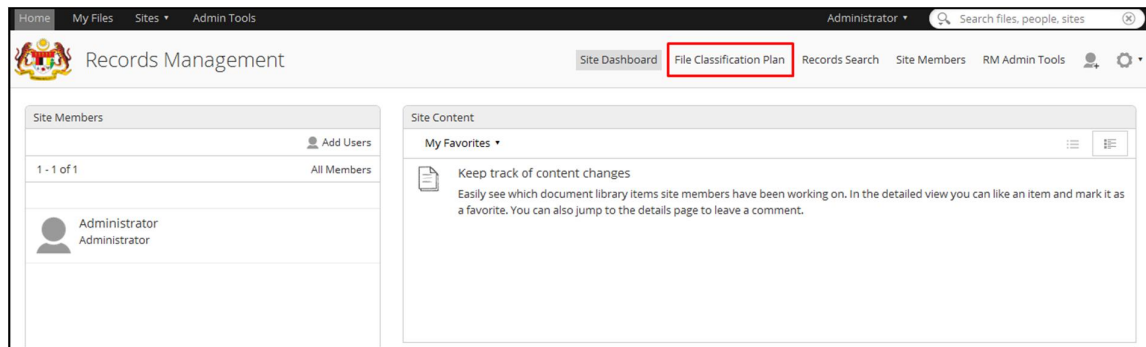 Home My Files Sites Admin Tools Administrator Search files, people, sites
Records Management Site Dashboard File Classification Plan Records Search Site Members RM Admin Tools
Site Members
Add Users
1 - 1 of 1 All Members
Administrator
Administrator
Site Content
My Favorites
Keep track of content changes
Easily see which document library items site members have been working on. In the detailed view you can like an item and mark it as
a favorite. You can also jump to the details page to leave a comment.